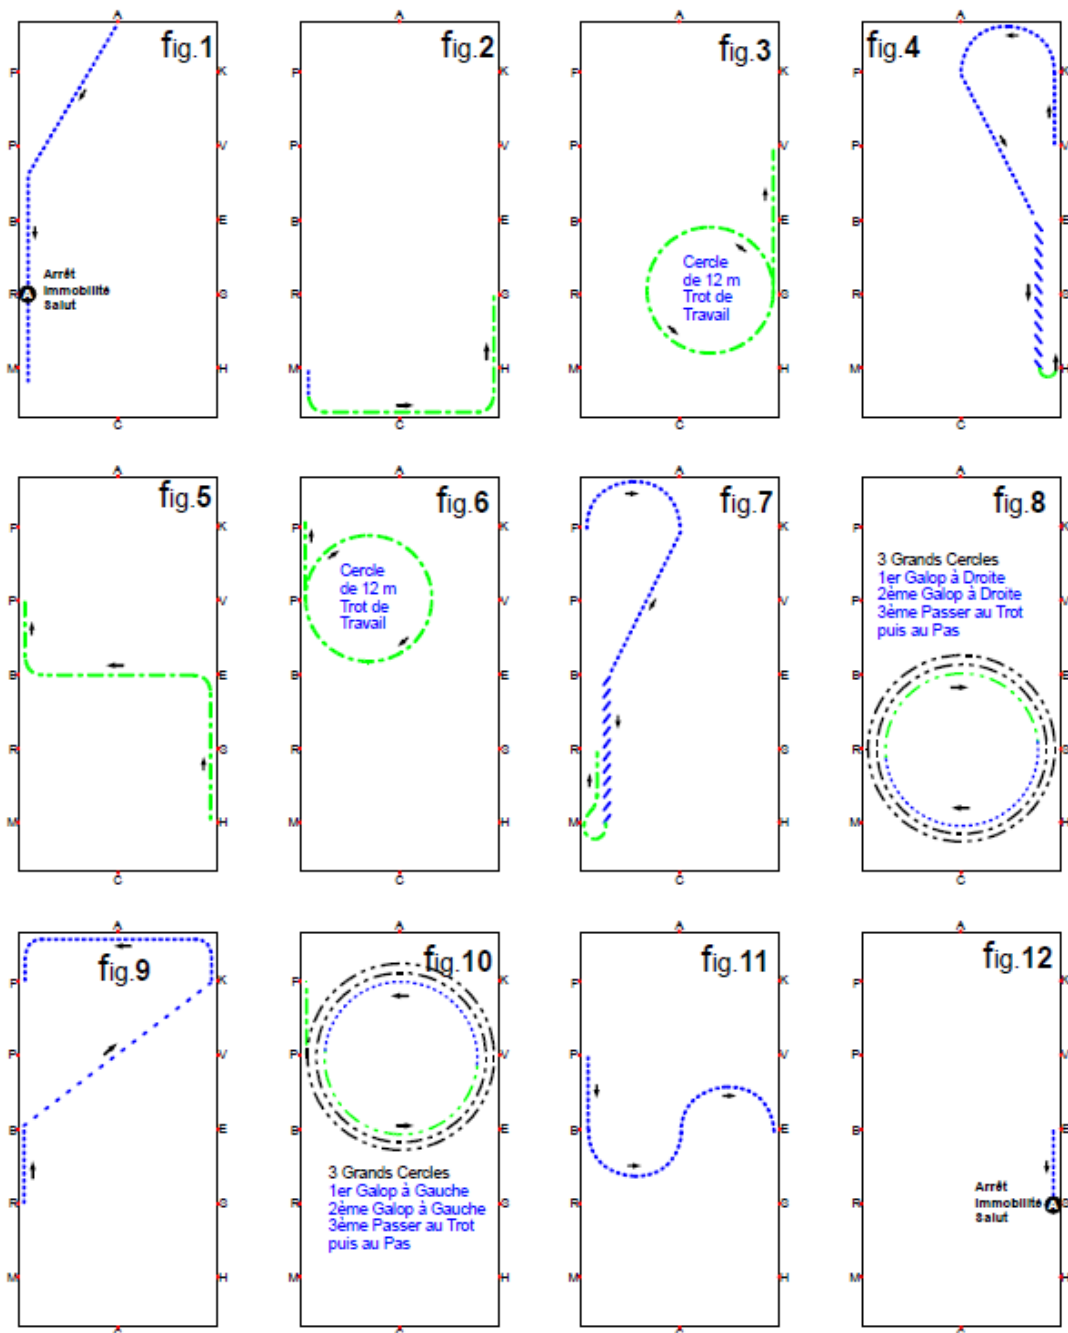 A
fig.1
F
K
P
V
B
E
Arrêt
Immobilité
Salut
R
A
S
M
H
C
A
fig.2
F
K
P
V
B
E
R
S
M
H
C
A
fig.3
F
K
P
V
B
E
Cercle
de 12 m
Trot de
Travail
R
S
M
H
C
A
fig.4
F
K
P
V
B
E
R
S
M
H
C
A
fig.5
F
K
P
V
B
E
R
S
M
H
C
A
fig.6
F
K
Cercle
de 12 m
Trot de
Travail
P
V
B
E
R
S
M
H
C
A
fig.7
F
K
P
V
B
E
R
S
M
H
C
A
fig.8
F
K
3 Grands Cercles
1er Galop à Droite
2ème Galop à Droite
3ème Passer au Trot
puis au Pas
P
V
B
E
R
S
M
H
C
A
fig.9
F
K
P
V
B
E
R
S
M
H
C
A
fig.10
F
K
P
V
B
E
3 Grands Cercles
1er Galop à Gauche
2ème Galop à Gauche
3ème Passer au Trot
puis au Pas
R
S
M
H
C
A
fig.11
F
K
P
V
B
E
R
S
M
H
C
A
fig.12
F
K
P
V
B
E
Arrêt
Immobilité
Salut
R
A
S
M
H
C